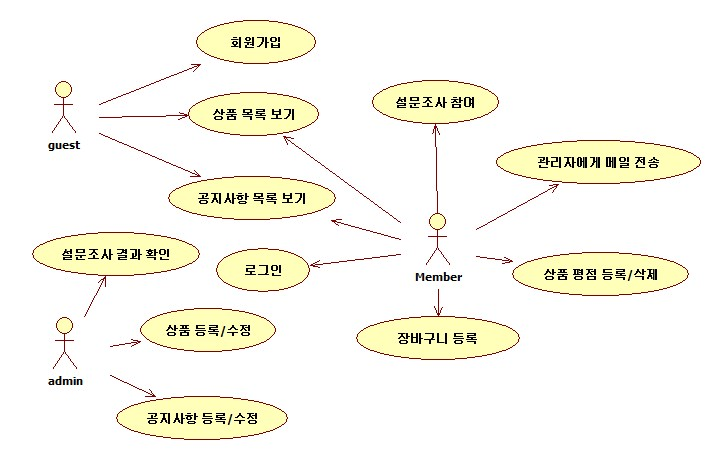 회원가입
설문조사 참여
상품 목록 보기
guest
관리자에게 메일 전송
공지사항 목록 보기
설문조사 결과 확인
로그인
Member
상품 평점 등록/삭제
상품 등록/수정
장바구니 등록
admin
공지사항 등록/수정